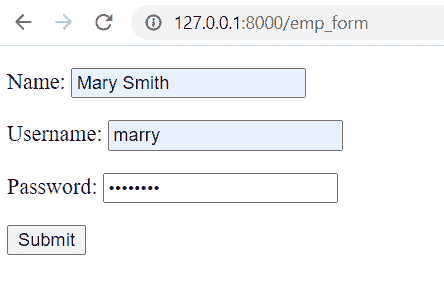 127.0.0.1:8000/emp_form
Name: Mary Smith
Username: marry
Password: ••••••••
Submit